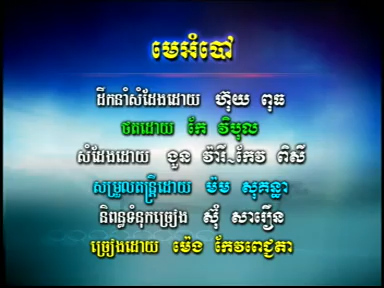 មេអំបៅ
ដឹកនាំសំដែងដោយ ហ៊ុយ ពុធ
ថតដោយ កែ វិបុល
សំដែងដោយ ងួន វ៉ារី~កែវ ពិសី
សម្រួលតន្ត្រីដោយ ម៉ម សុគន្ធា
និពន្ធទំនុកច្រៀង ស៊ុំ សារឿន
ច្រៀងដោយ ម៉េង កែវពេជ្ជតា